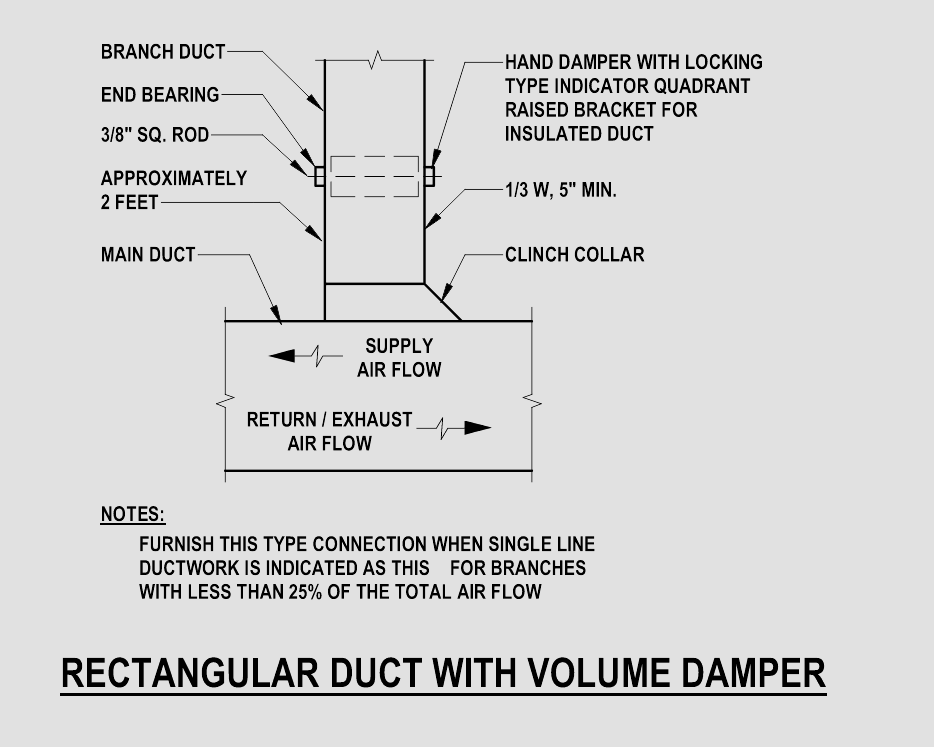 BRANCH DUCT
END BEARING
3/8" SQ. ROD
APPROXIMATELY
2 FEET
MAIN DUCT
HAND DAMPER WITH LOCKING
TYPE INDICATOR QUADRANT
RAISED BRACKET FOR
INSULATED DUCT
1/3 W, 5" MIN.
CLINCH COLLAR
SUPPLY
AIR FLOW
RETURN / EXHAUST
AIR FLOW
NOTES:
FURNISH THIS TYPE CONNECTION WHEN SINGLE LINE
DUCTWORK IS INDICATED AS THIS FOR BRANCHES
WITH LESS THAN 25% OF THE TOTAL AIR FLOW
RECTANGULAR DUCT WITH VOLUME DAMPER